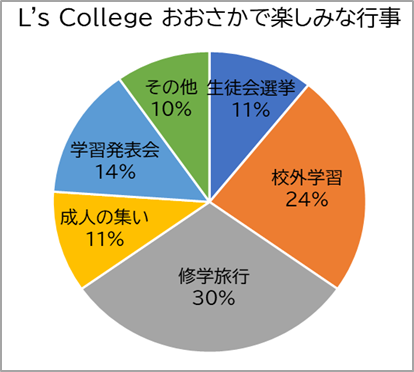 L's College おおさかで楽しみな行事
生徒会選挙
11%
校外学習
24%
修学旅行
30%
成人の集い
11%
学習発表会
14%
その他
10%